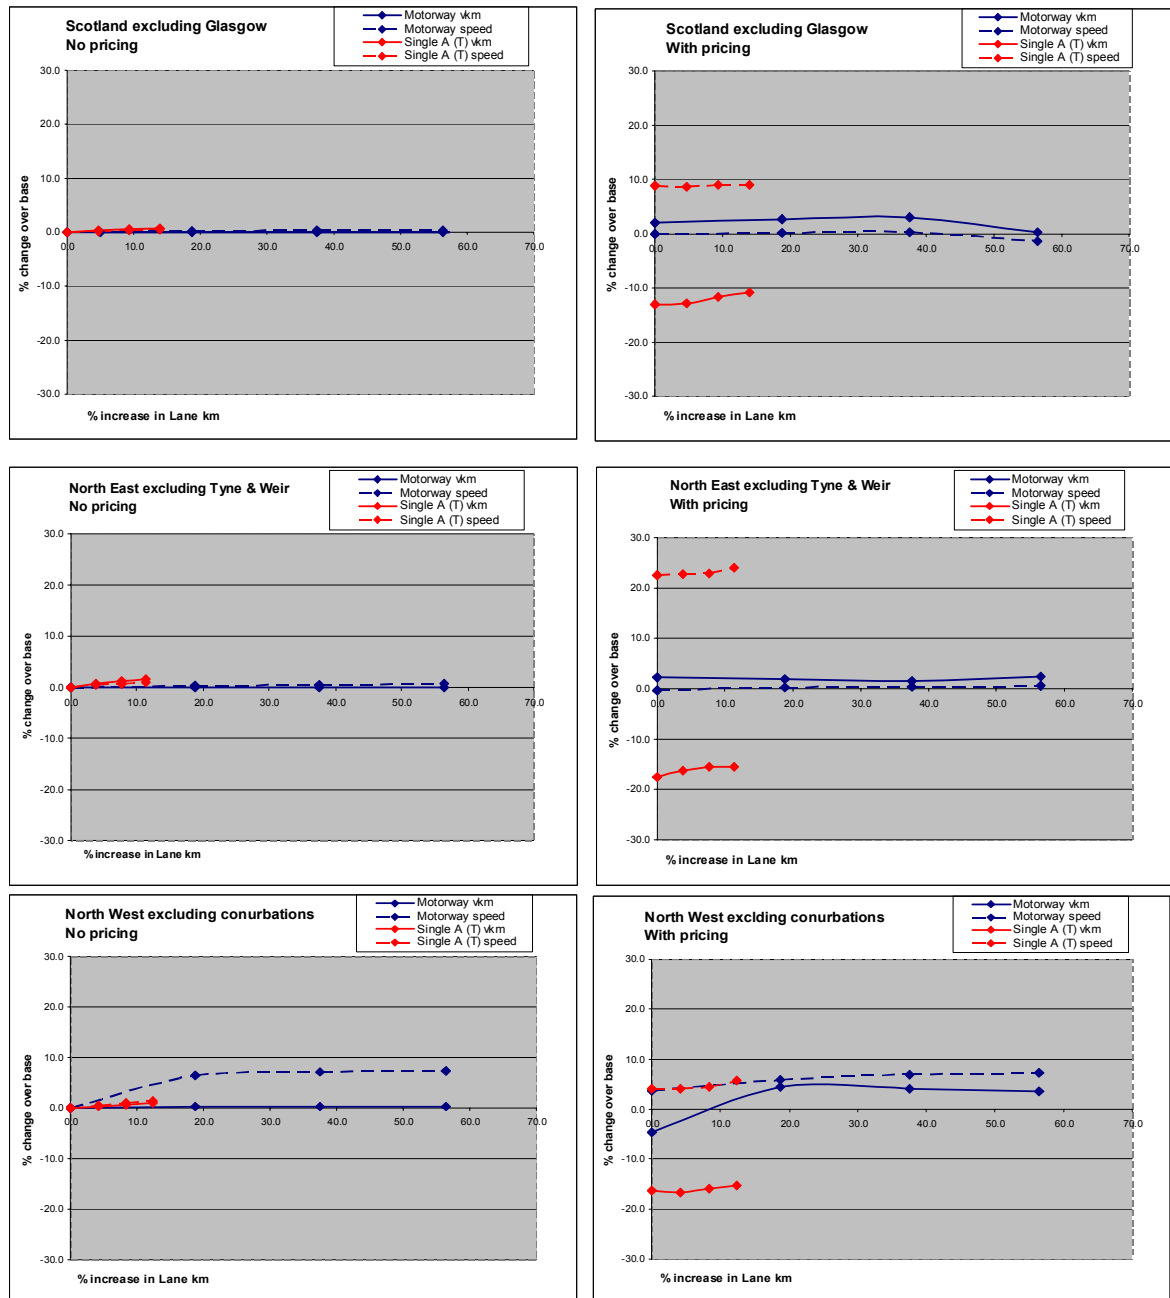 Scotland excluding Glasgow
No pricing
Motorway vkm
Motorway speed
Single A (T) vkm
Single A (T) speed
30.0
20.0
10.0
0.0
-10.0
-20.0
-30.0
0.0 10.0 20.0 30.0 40.0 50.0 60.0 70.0
% change over base
% increase in Lane km
Scotland excluding Glasgow
With pricing
Motorway vkm
Motorway speed
Single A (T) vkm
Single A (T) speed
30.0
20.0
10.0
0.0
-10.0
-20.0
-30.0
0.0 10.0 20.0 30.0 40.0 50.0 60.0 70.0
% change over base
% increase in Lane km
North East excluding Tyne & Weir
No pricing
Motorway vkm
Motorway speed
Single A (T) vkm
Single A (T) speed
30.0
20.0
10.0
0.0
-10.0
-20.0
-30.0
0.0 10.0 20.0 30.0 40.0 50.0 60.0 70.0
% change over base
% increase in Lane km
North East excluding Tyne & Weir
With pricing
Motorway vkm
Motorway speed
Single A (T) vkm
Single A (T) speed
30.0
20.0
10.0
0.0
-10.0
-20.0
-30.0
0.0 10.0 20.0 30.0 40.0 50.0 60.0 70.0
% change over base
% increase in Lane km
North West excluding conurbations
No pricing
Motorway vkm
Motorway speed
Single A (T) vkm
Single A (T) speed
30.0
20.0
10.0
0.0
-10.0
-20.0
-30.0
0.0 10.0 20.0 30.0 40.0 50.0 60.0 70.0
% change over base
% increase in Lane km
North West exclding conurbations
With pricing
Motorway vkm
Motorway speed
Single A (T) vkm
Single A (T) speed
30.0
20.0
10.0
0.0
-10.0
-20.0
-30.0
0.0 10.0 20.0 30.0 40.0 50.0 60.0 70.0
% change over base
% increase in Lane km